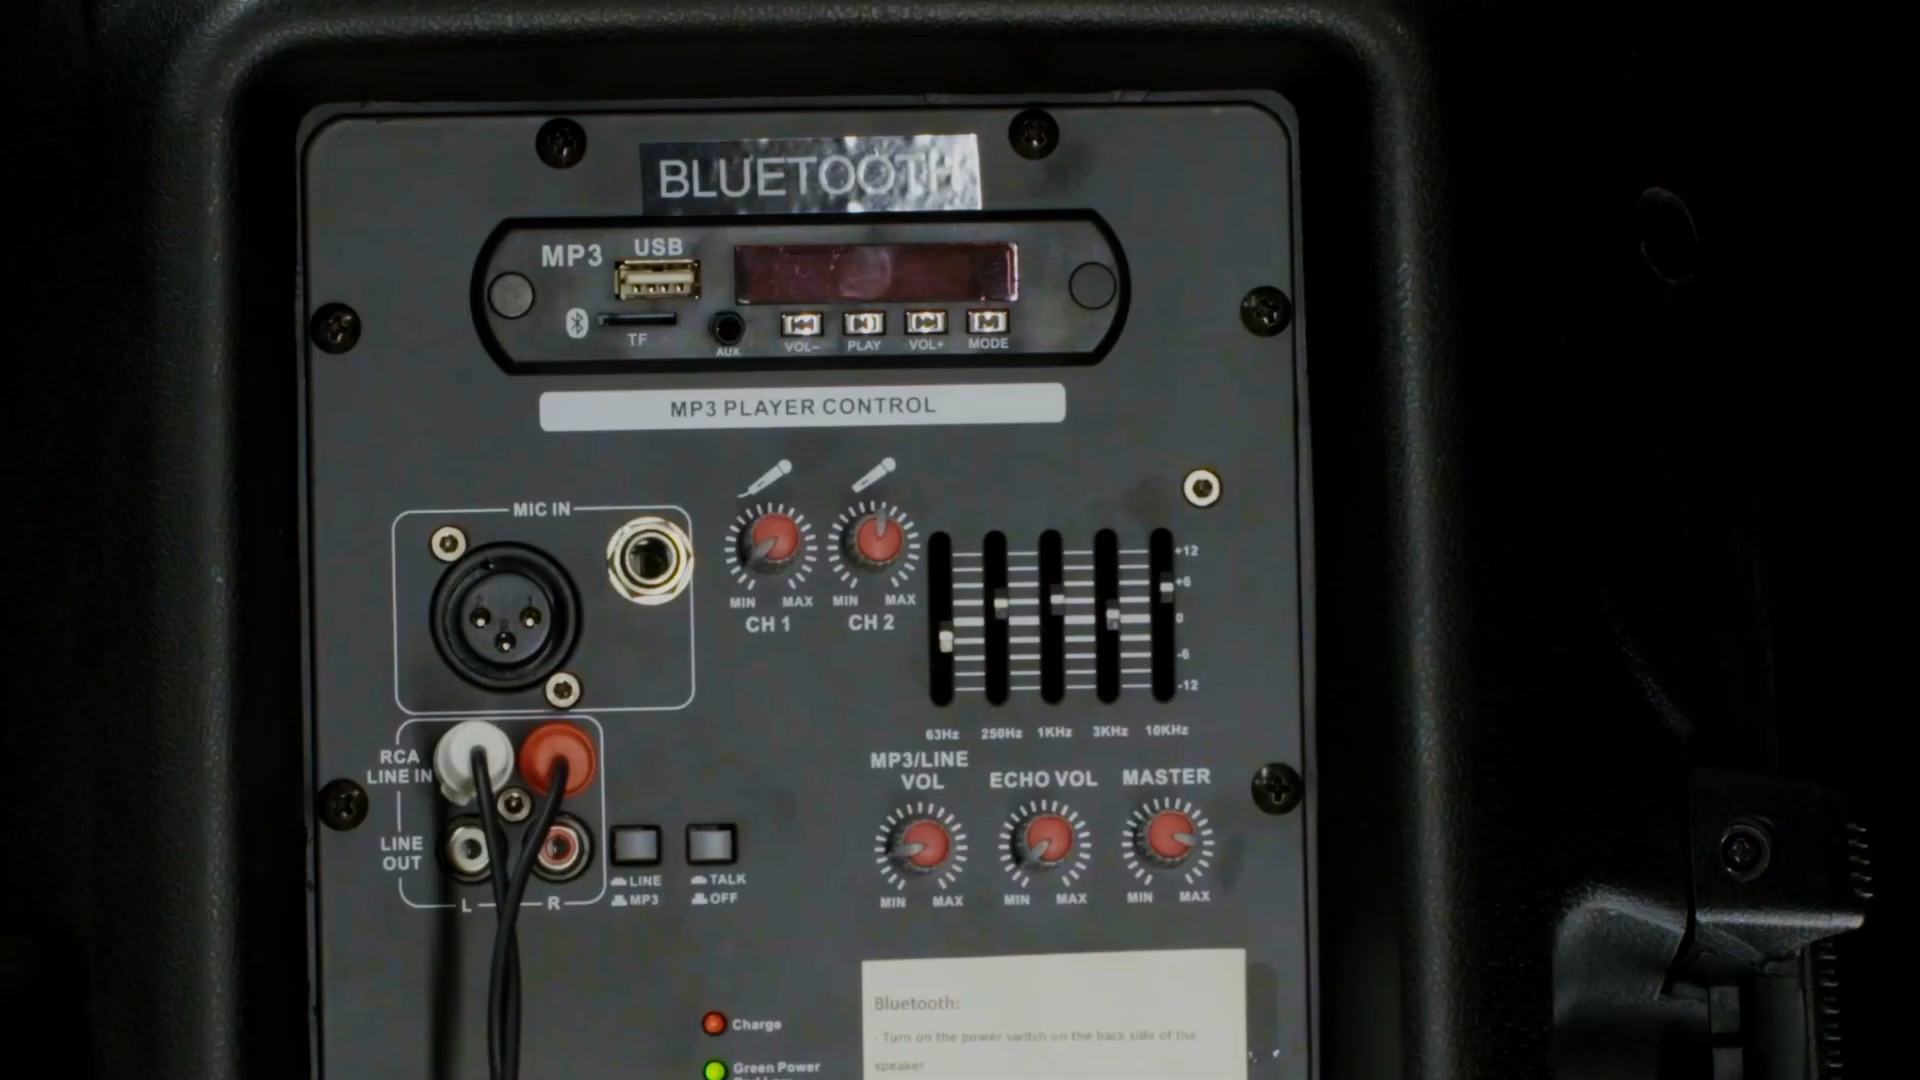 BLUETOOTH
MP3 USB
TF
AUX
VOL- PLAY VOL+ MODE
MP3 PLAYER CONTROL
MIC IN
MIN MAX MIN MAX
CH 1 CH 2
+12
+6
0
-6
-12
63Hz 250Hz 1KHz 3KHz 10KHz
RCA
LINE IN
MP3/LINE
VOL
ECHO VOL
MASTER
LINE
OUT
LINE
MP3
TALK
OFF
L R
MIN MAX MIN MAX MIN MAX
Charge
Green Power
Bluetooth:
- Turn on the power switch on the back side of the
speaker